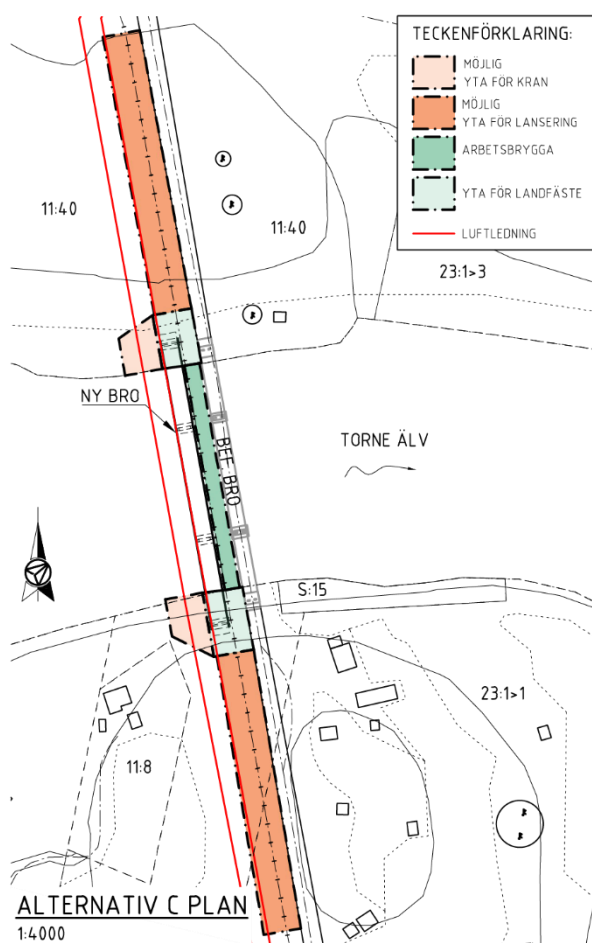 TECKENFÖRKLARING:
MÖJLIG
YTA FÖR KRAN
MÖJLIG
YTA FÖR LANSERING
ARBETSBRYGGA
YTA FÖR LANDFÄSTE
LUFTLEDNING
11:40
11:40
23:1>3
NY BRO
BEF BRO
TORNE ÄLV
S:15
23:1>1
11:8
ALTERNATIV C PLAN
1:4000